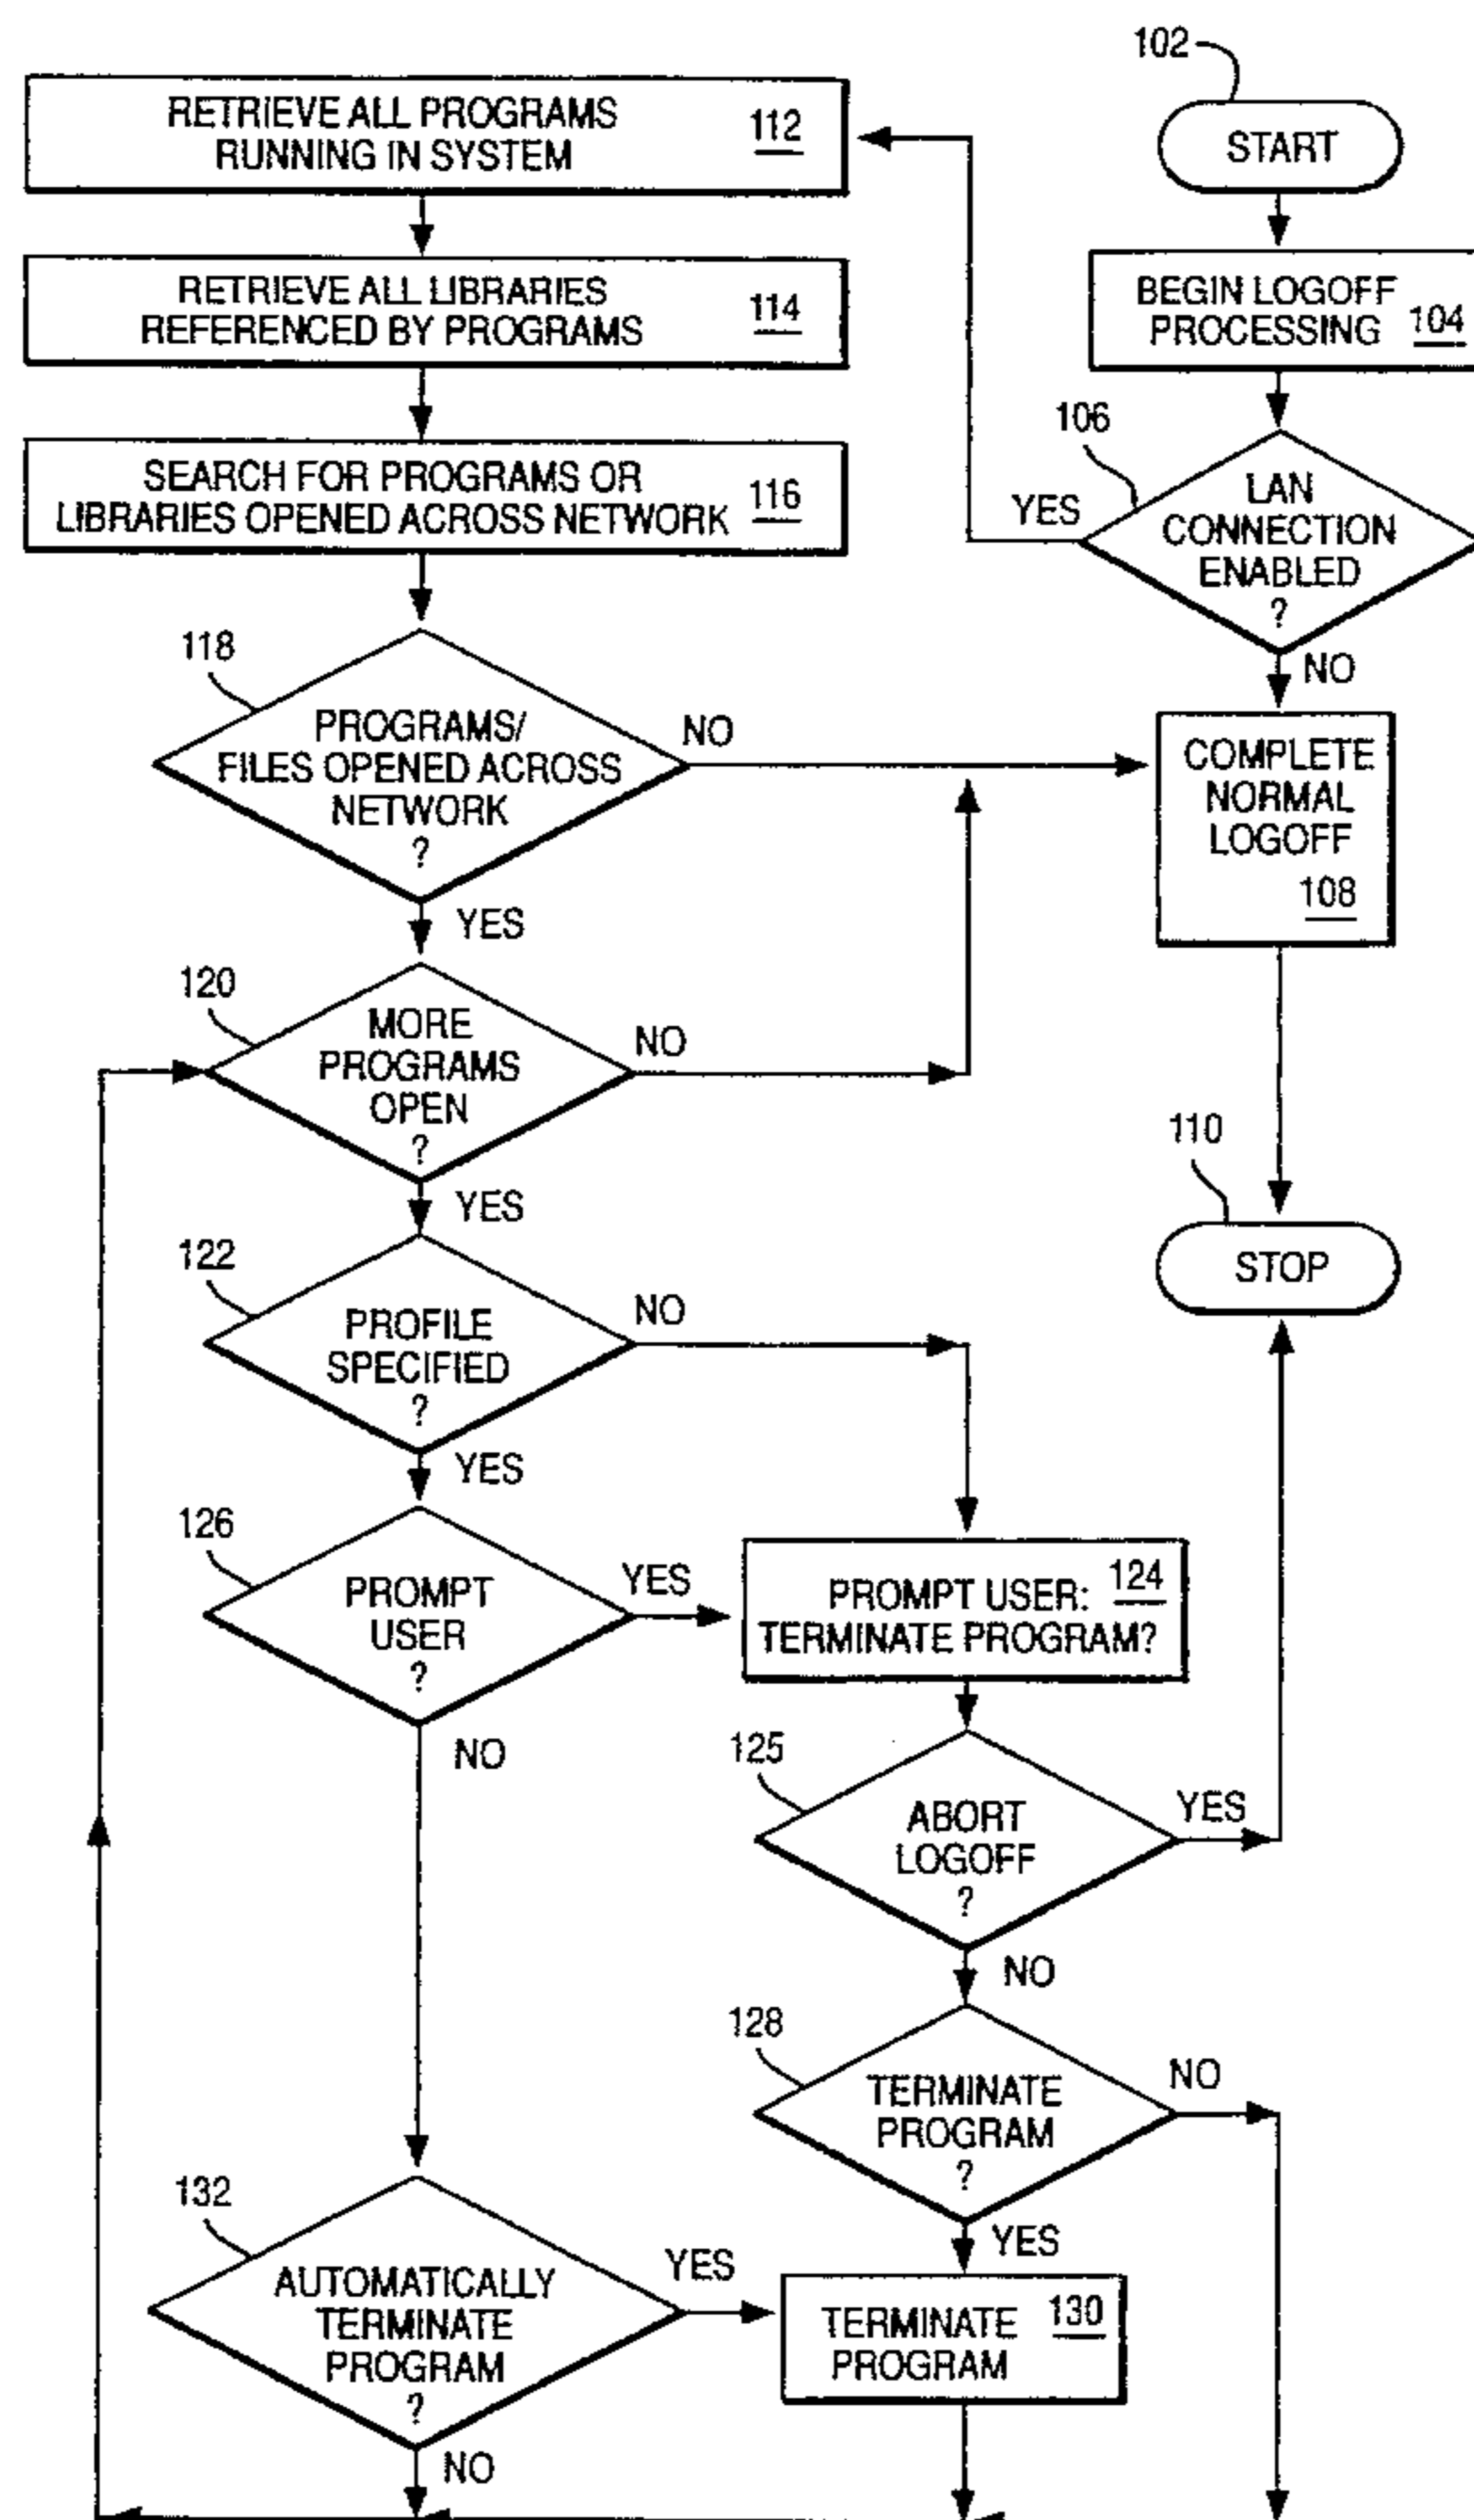 102
START
BEGIN LOGOFF
PROCESSING 104
106
LAN
CONNECTION
ENABLED
?
YES
NO
COMPLETE
NORMAL
LOGOFF
108
110
STOP
RETRIEVE ALL PROGRAMS
RUNNING IN SYSTEM
112
RETRIEVE ALL LIBRARIES
REFERENCED BY PROGRAMS
114
SEARCH FOR PROGRAMS OR
LIBRARIES OPENED ACROSS NETWORK
116
118
PROGRAMS/
FILES OPENED ACROSS
NETWORK
?
NO
YES
120
MORE
PROGRAMS
OPEN
?
NO
YES
122
PROFILE
SPECIFIED
?
NO
YES
126
PROMPT
USER
?
YES
NO
PROMPT USER: 124
TERMINATE PROGRAM?
125
ABORT
LOGOFF
?
YES
NO
128
TERMINATE
PROGRAM
?
NO
YES
132
AUTOMATICALLY
TERMINATE
PROGRAM
?
YES
NO
TERMINATE 130
PROGRAM